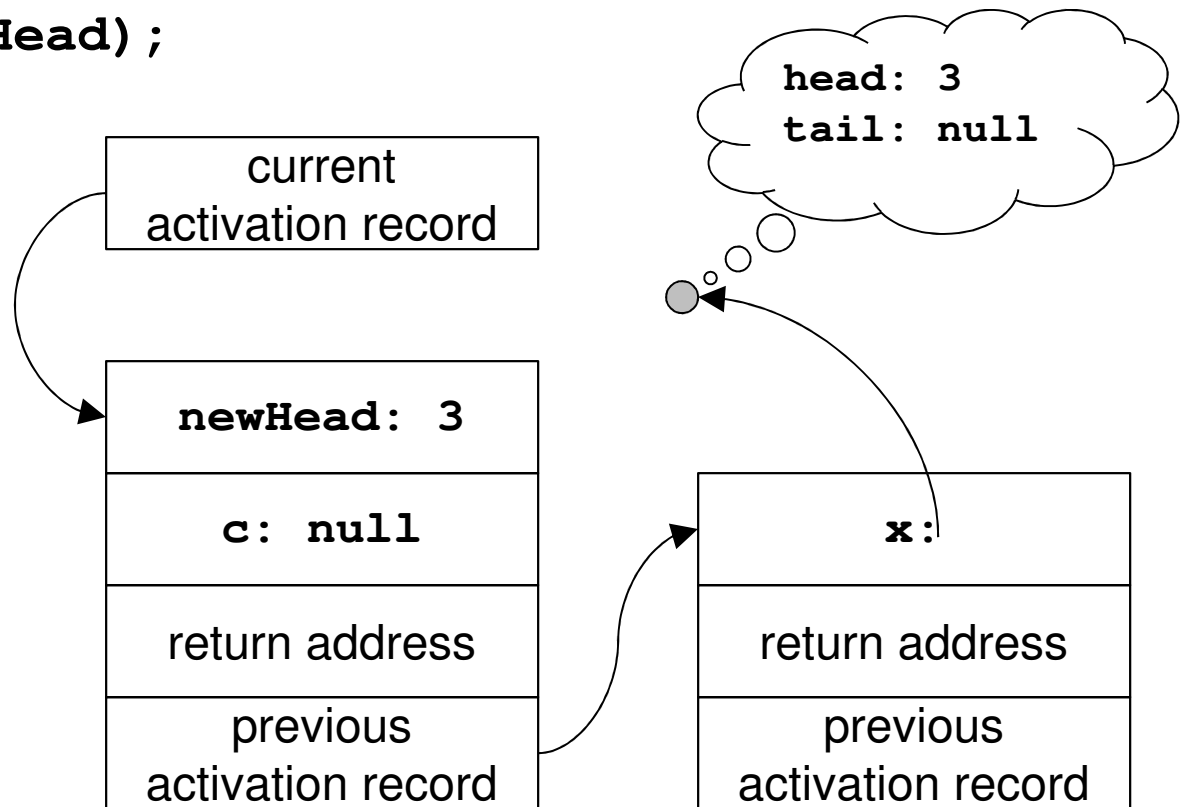 Head);
head: 3
tail: null
current
activation record
newHead: 3
c: null
return address
previous
activation record
x:
return address
previous
activation record